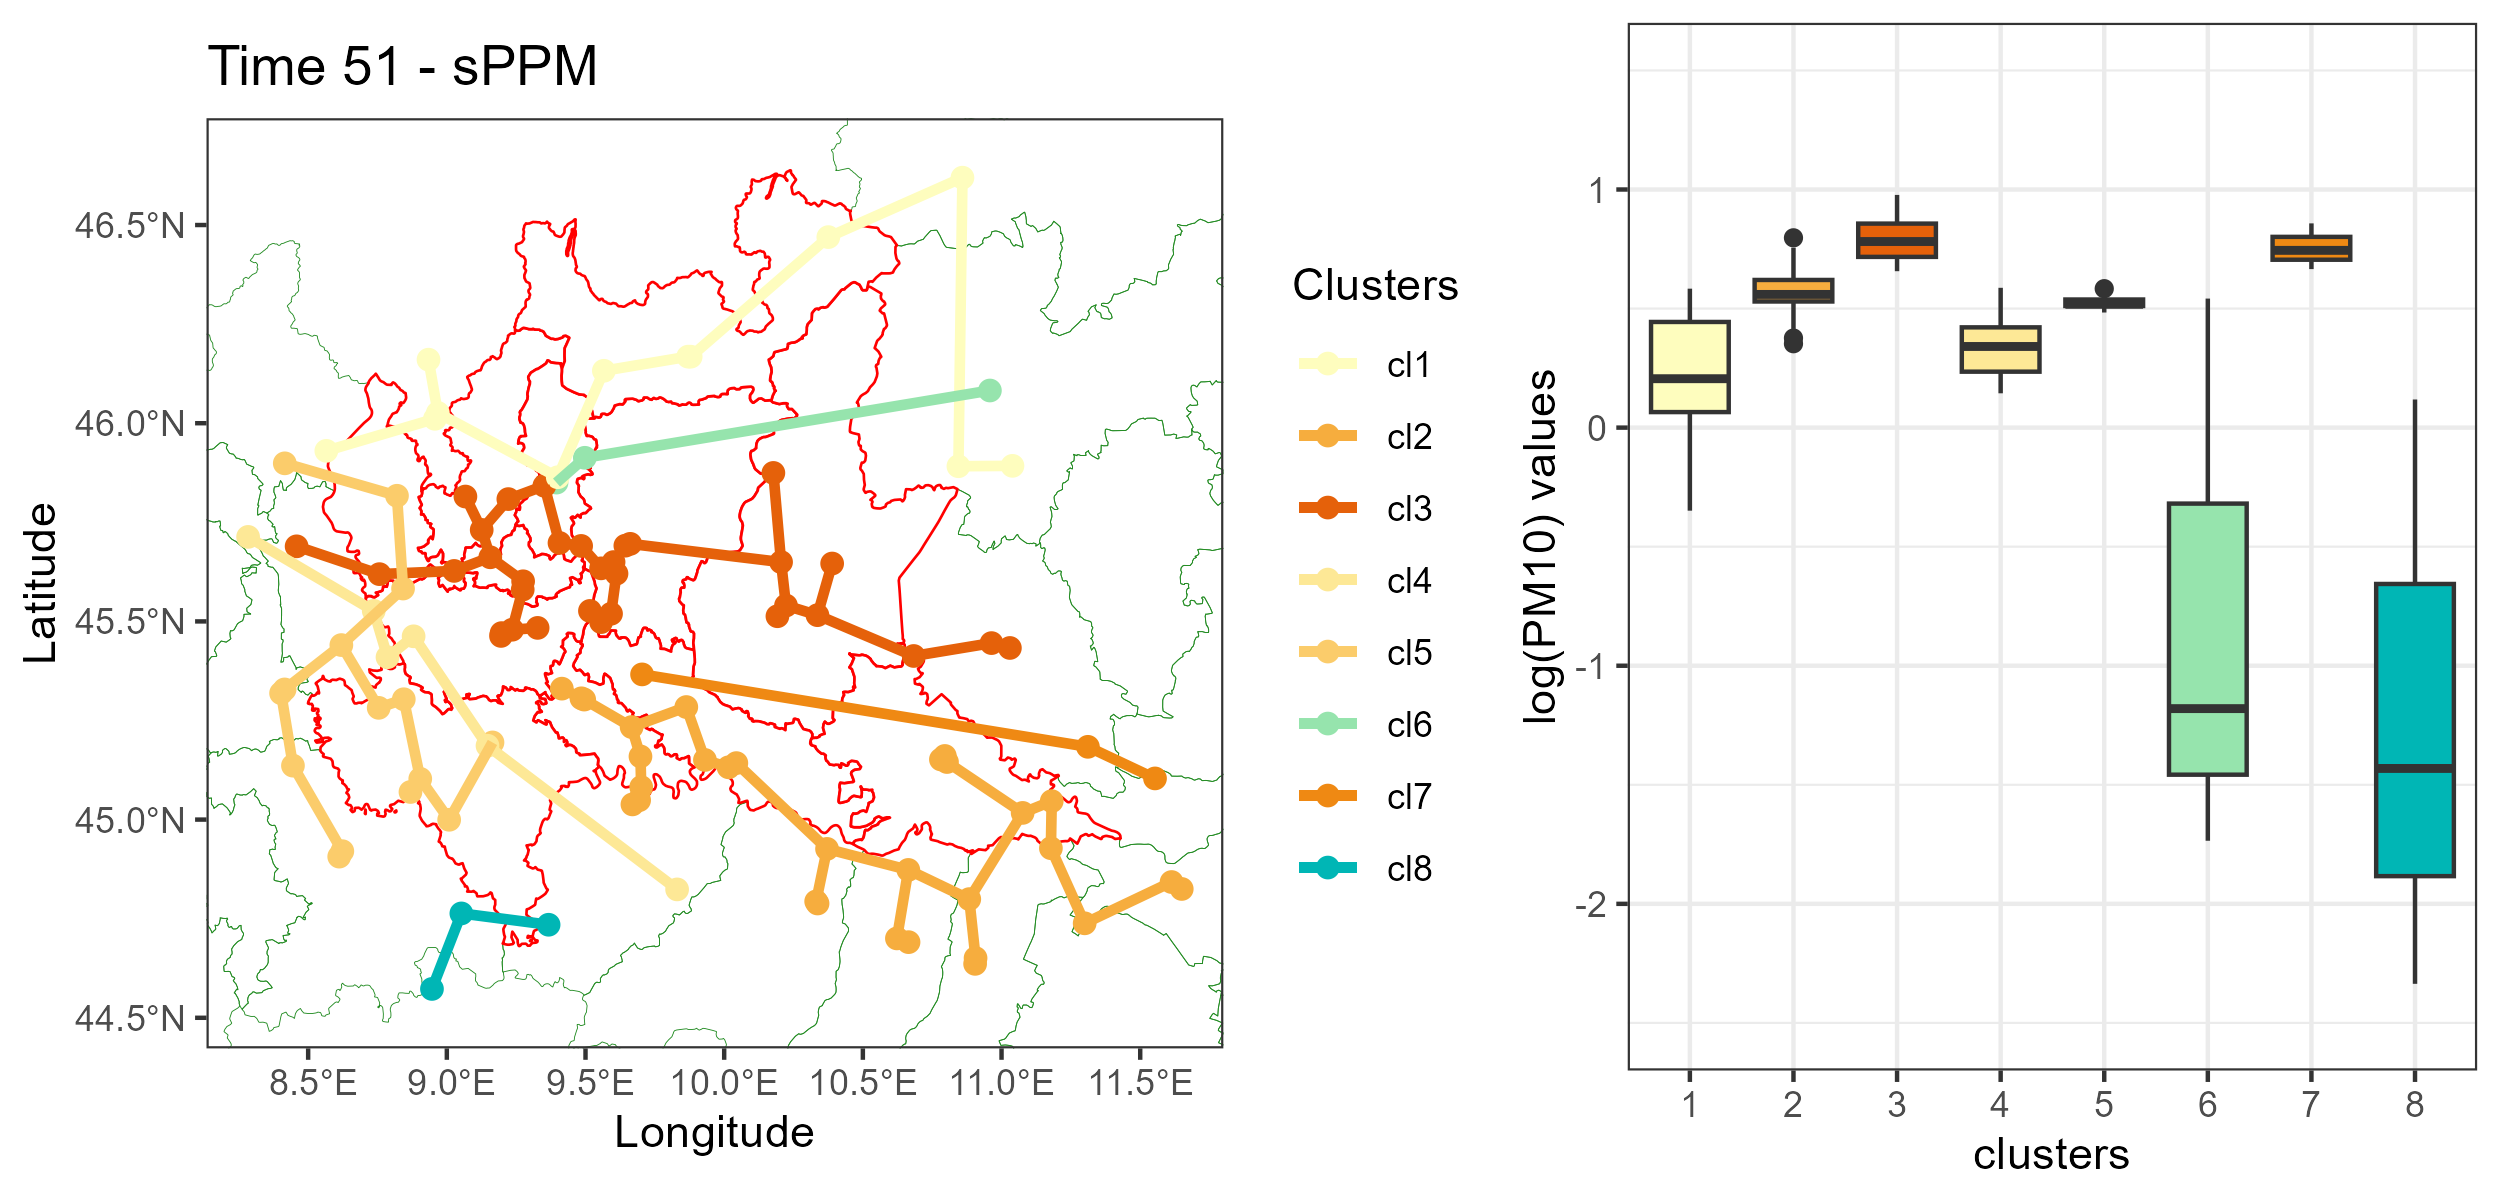 Time 51 - sPPM
Latitude
46.5°N
46.0°N
45.5°N
45.0°N
44.5°N
8.5°E 9.0°E 9.5°E 10.0°E 10.5°E 11.0°E 11.5°E
Longitude
Clusters
cl1
cl2
cl3
cl4
cl5
cl6
cl7
cl8
log(PM10) values
1
0
-1
-2
1 2 3 4 5 6 7 8
clusters